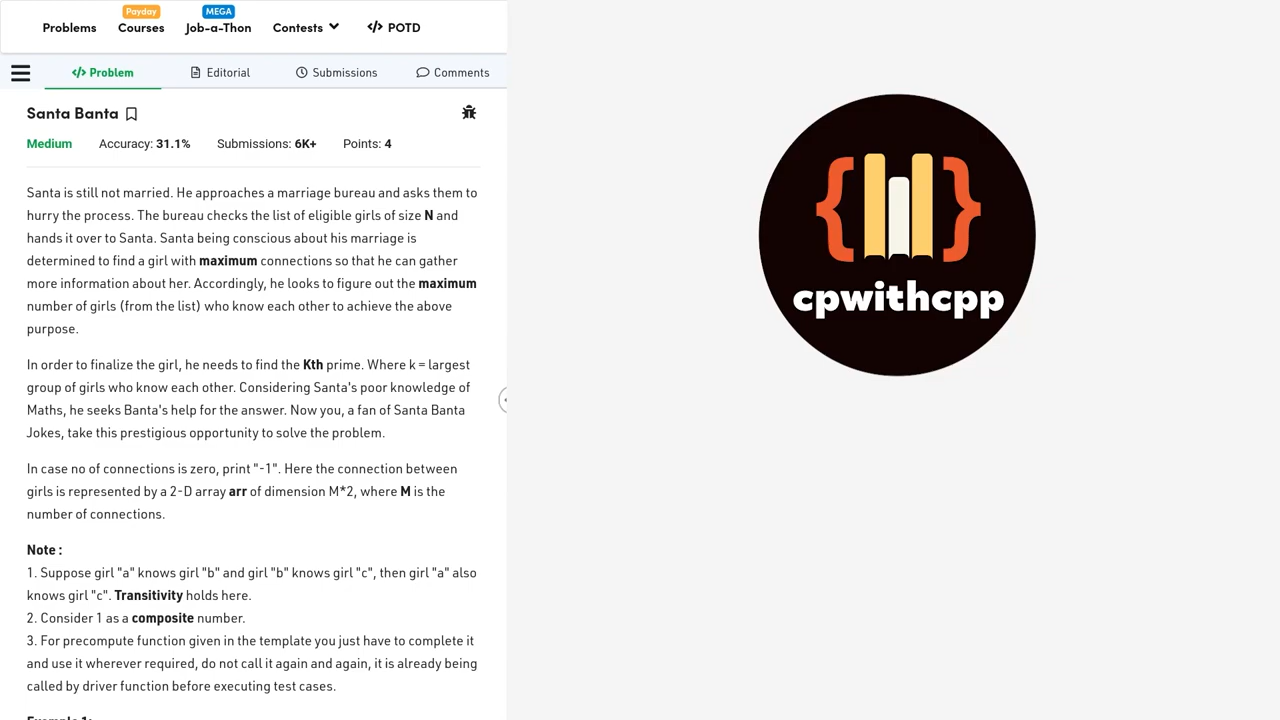 Payday
MEGA
Problems Courses Job-a-Thon Contests POTD
Problem Editorial Submissions Comments
Santa Banta
Medium Accuracy: 31.1% Submissions: 6K+ Points: 4
Santa is still not married. He approaches a marriage bureau and asks them to
hurry the process. The bureau checks the list of eligible girls of size N and
hands it over to Santa. Santa being conscious about his marriage is
determined to find a girl with maximum connections so that he can gather
more information about her. Accordingly, he looks to figure out the maximum
number of girls (from the list) who know each other to achieve the above
purpose.
In order to finalize the girl, he needs to find the Kth prime. Where k = largest
group of girls who know each other. Considering Santa's poor knowledge of
Maths, he seeks Banta's help for the answer. Now you, a fan of Santa Banta
Jokes, take this prestigious opportunity to solve the problem.
In case no of connections is zero, print "-1". Here the connection between
girls is represented by a 2-D array arr of dimension M*2, where M is the
number of connections.
Note :
1. Suppose girl "a" knows girl "b" and girl "b" knows girl "c", then girl "a" also
knows girl "c". Transitivity holds here.
2. Consider 1 as a composite number.
3. For precompute function given in the template you just have to complete it
and use it wherever required, do not call it again and again, it is already being
called by driver function before executing test cases.
Example 1:
cpwithcpp